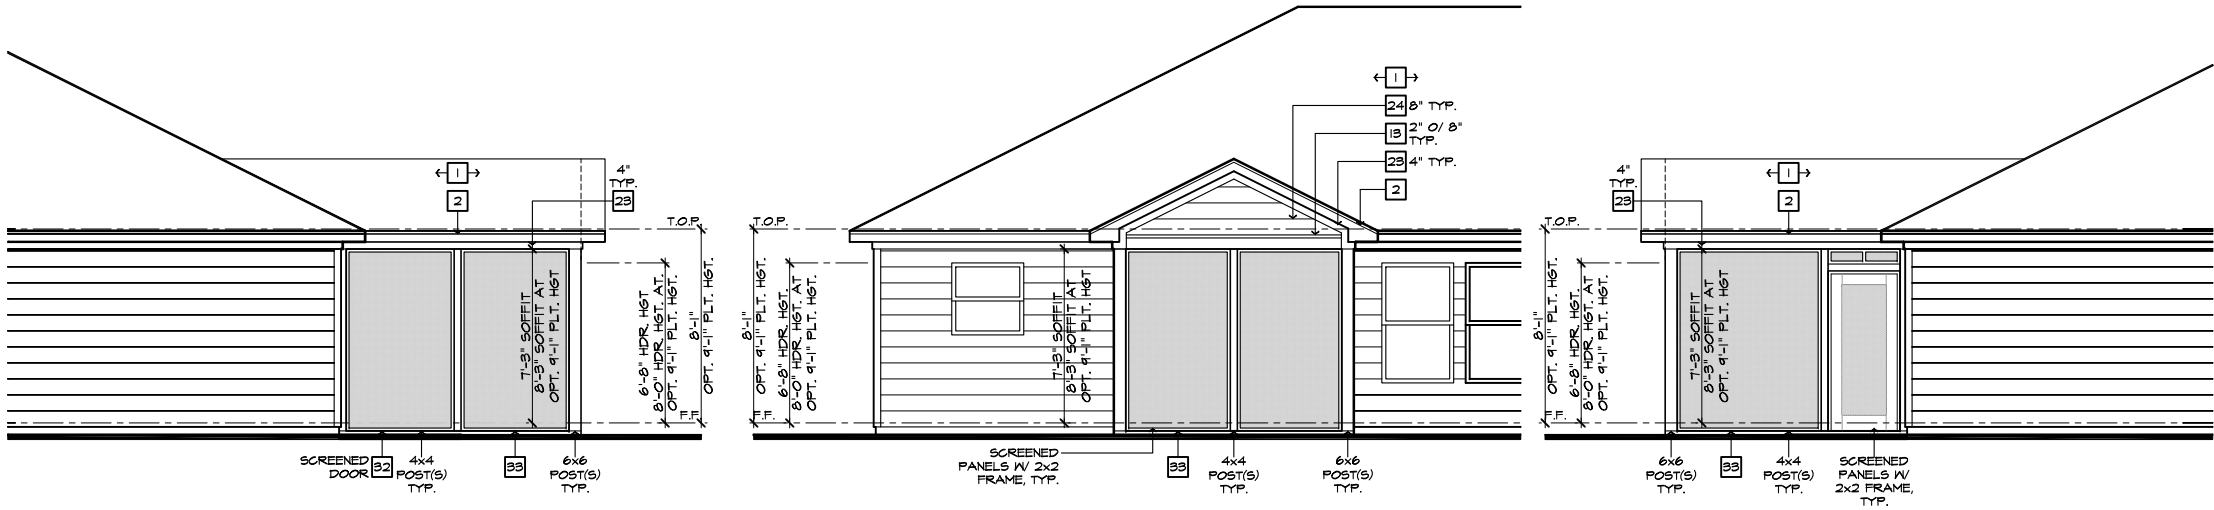 1
2
4"
TYP.
23
T.O.P.
7'-3" SOFFIT
8'-3" SOFFIT AT
OPT. 9'-1" PLT. HGT
6'-8" HDR. HGT
8'-0" HDR. HGT. AT
OPT. 9'-1" PLT. HGT.
8'-1"
OPT. 9'-1" PLT. HGT.
F.F.
SCREENED
DOOR
32
4x4
POST(S)
TYP.
33
6x6
POST(S)
TYP.
1
24 8" TYP.
13 2" O/ 8"
TYP.
23 4" TYP.
2
T.O.P.
8'-1"
OPT. 9'-1" PLT. HGT.
6'-8" HDR. HGT.
8'-0" HDR. HGT. AT
OPT. 9'-1" PLT. HGT.
7'-3" SOFFIT
8'-3" SOFFIT AT
OPT. 9'-1" PLT. HGT
F.F.
SCREENED
PANELS W/ 2x2
FRAME, TYP.
33
4x4
POST(S)
TYP.
6x6
POST(S)
TYP.
4"
TYP.
23
1
2
T.O.P.
8'-1"
OPT. 9'-1" PLT. HGT.
6'-8" HDR. HGT.
8'-0" HDR. HGT. AT
OPT. 9'-1" PLT. HGT.
7'-3" SOFFIT
8'-3" SOFFIT AT
OPT. 9'-1" PLT. HGT
F.F.
6x6
POST(S)
TYP.
33
4x4
POST(S)
TYP.
SCREENED
PANELS W/
2x2 FRAME,
TYP.